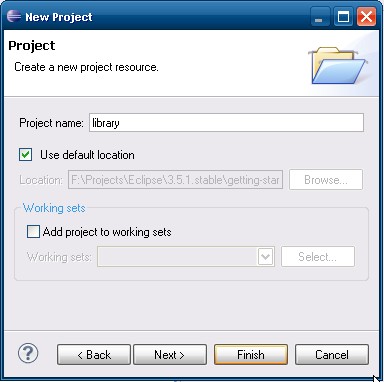 New Project
Project
Create a new project resource.
Project name: library
Use default location
Location: F:\Projects\Eclipse\3.5.1.stable\getting-star Browse...
Working sets
Add project to working sets
Working sets: Select...
? < Back Next > Finish Cancel